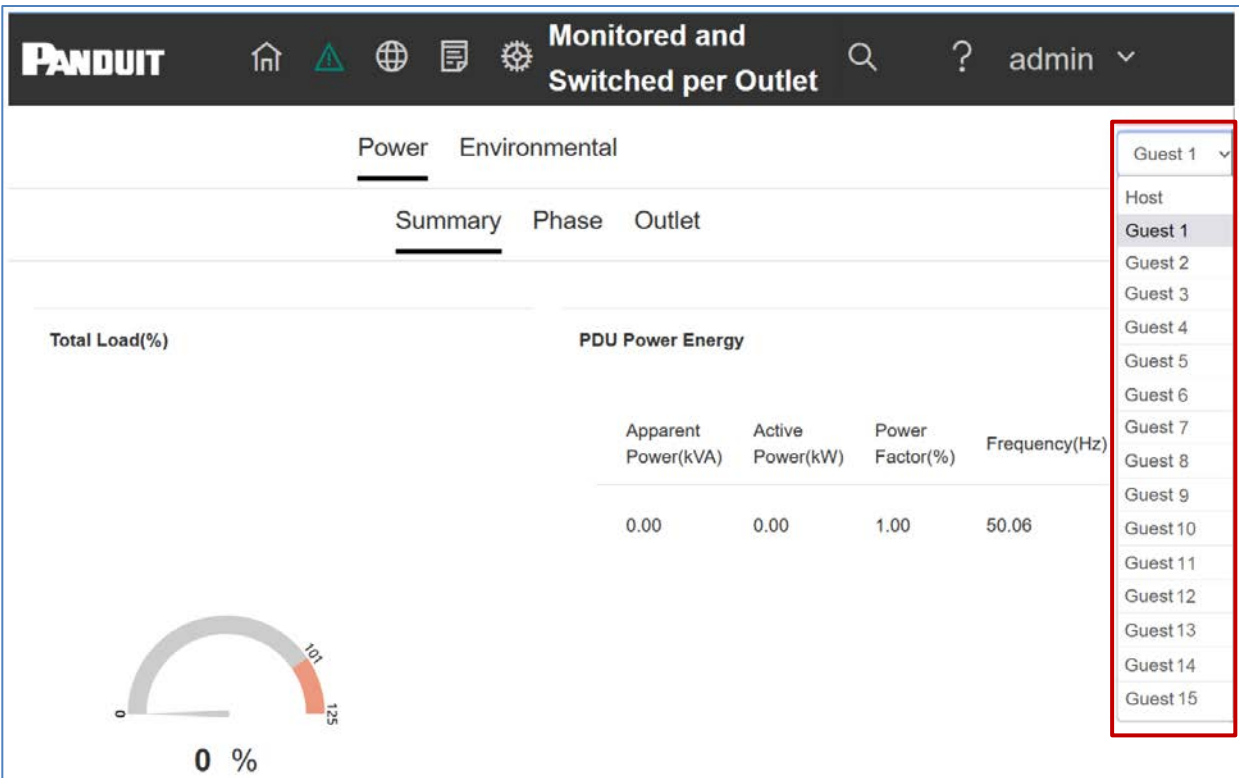 PANDUIT
Monitored and
Switched per Outlet
?
admin
Power Environmental
Guest 1
Summary Phase Outlet
Host
Guest 1
Guest 2
Guest 3
Guest 4
Guest 5
Guest 6
Guest 7
Guest 8
Guest 9
Guest 10
Guest 11
Guest 12
Guest 13
Guest 14
Guest 15
Total Load(%)
0
101
125
0 %
PDU Power Energy
Apparent Active Power Frequency(Hz)
Power(kVA) Power(kW) Factor(%)
0.00 0.00 1.00 50.06